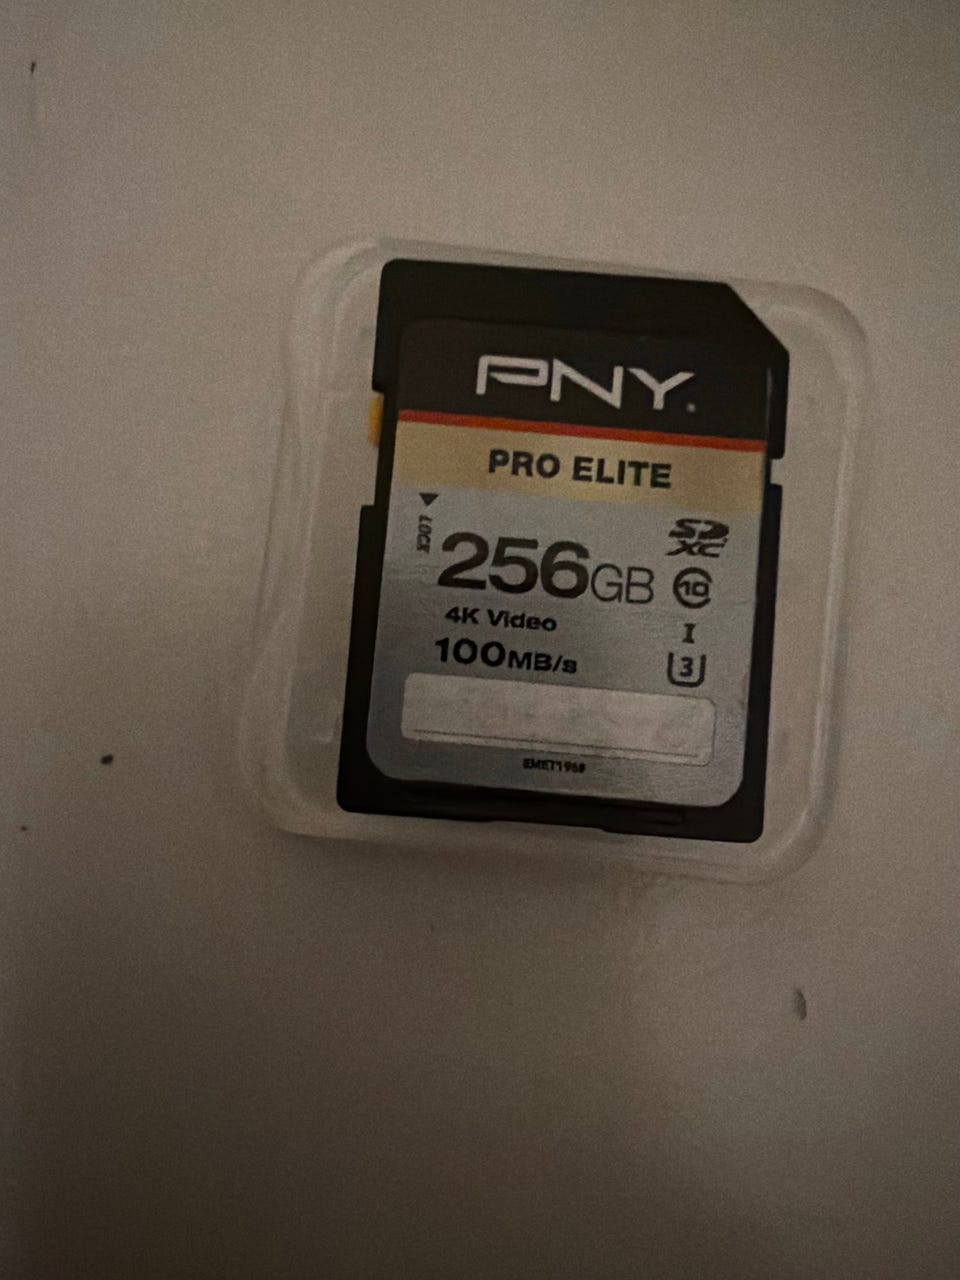 PNY.
PRO ELITE
LOCK
SD
XC
256GB
10
4K Video
I
100MB/s
3